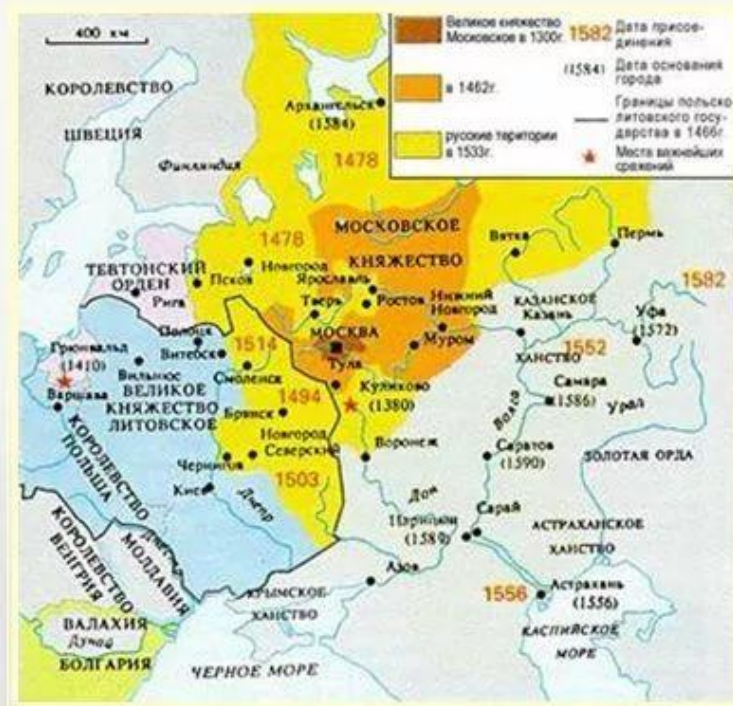 400 км
КОРОЛЕВСТВО
ШВЕЦИЯ
Финляндия
Архангельск
(1584)
1478
Великое княжество
Московское в 1300г.
в 1462г.
русские територии
в 1533г.
1582 Дата присое-
динения
(1584) Дата основания
города
Границы польско-
литовского госу-
дарства в 1466г.
Места важнейших
сражений
1478
МОСКОВСКОЕ
КНЯЖЕСТВО
Вятка
Пермь
ТЕВТОНСКИЙ
ОРДЕН
Рига
Псков
Новгород
Ярославль
Тверь
Ростов
Нижний
Новгород
КАЗАНСКОЕ
Казань
ХАНСТВО
1582
Уфа
(1572)
Полоцк
Витебск
1514
МОСКВА
Муром
1552
Грюнвальд
(1410)
Вильнюс
Смоленск
Тула
Куликово
(1380)
Самара
(1586)
Урал
Варшава
ВЕЛИКОЕ
КНЯЖЕСТВО
ЛИТОВСКОЕ
1494
Брянск
Новгород
Северский
Воронеж
Волга
Саратов
(1590)
ЗОЛОТАЯ ОРДА
КОРОЛЕВСТВО
ПОЛЬША
Чернигов
1503
Киев
Днепр
Дон
Царицын
(1589)
Сарай
АСТРАХАНСКОЕ
ХАНСТВО
КОРОЛЕВСТВО
ВЕНГРИЯ
МОЛДАВИЯ
Азов
КРЫМСКОЕ
ХАНСТВО
1556
Астрахань
(1556)
ВАЛАХИЯ
Дунай
БОЛГАРИЯ
ЧЕРНОЕ МОРЕ
КАСПИЙСКОЕ
МОРЕ